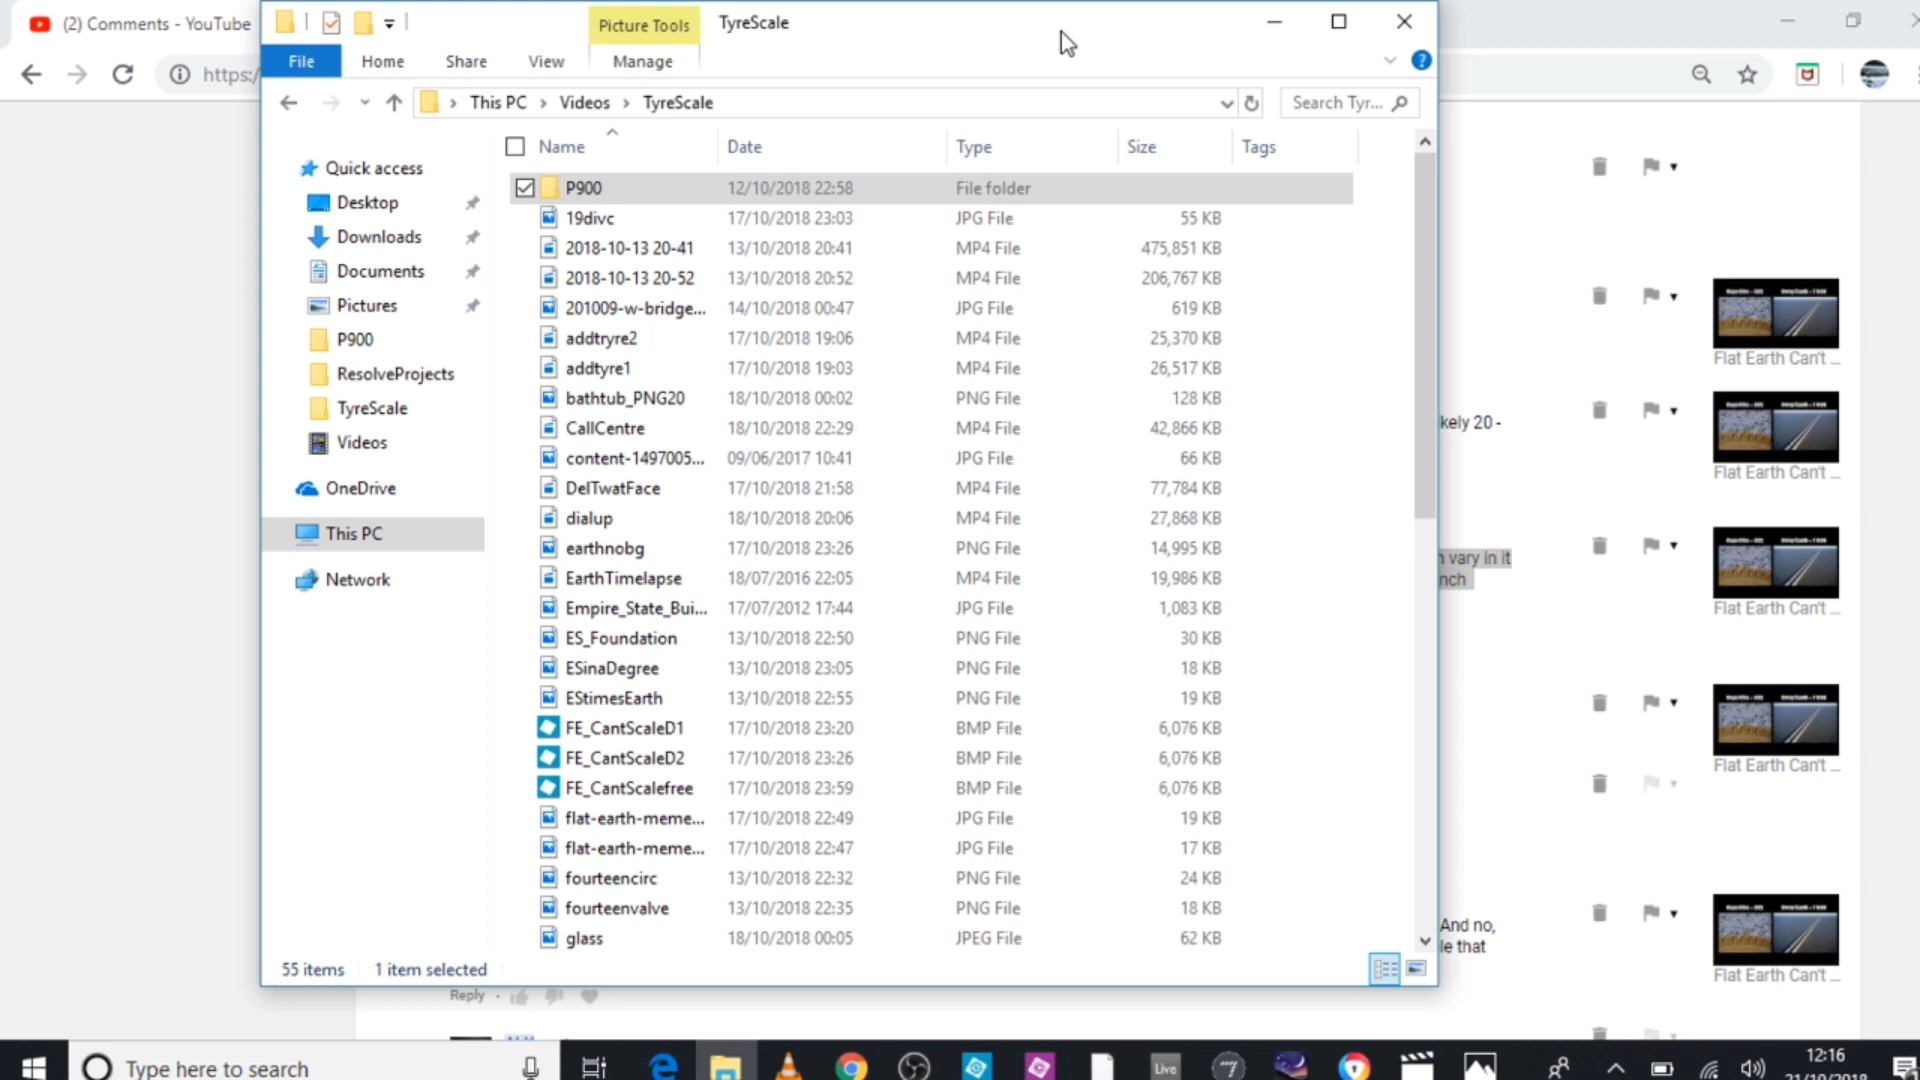 (2) Comments - YouTube
Picture Tools
TyreScale
File
Home
Share
View
Manage
https:/
This PC
Videos
TyreScale
Search Tyr...
Name
Date
Type
Size
Tags
Quick access
Desktop
Downloads
Documents
Pictures
P900
ResolveProjects
TyreScale
Videos
OneDrive
This PC
Network
P900 12/10/2018 22:58 File folder
19divc 17/10/2018 23:03 JPG File 55 KB
2018-10-13 20-41 13/10/2018 20:41 MP4 File 475,851 KB
2018-10-13 20-52 13/10/2018 20:52 MP4 File 206,767 KB
201009-w-bridge... 14/10/2018 00:47 JPG File 619 KB
addtryre2 17/10/2018 19:06 MP4 File 25,370 KB
addtyre1 17/10/2018 19:03 MP4 File 26,517 KB
bathtub_PNG20 18/10/2018 00:02 PNG File 128 KB
CallCentre 18/10/2018 22:29 MP4 File 42,866 KB
content-1497005... 09/06/2017 10:41 JPG File 66 KB
DelTwatFace 17/10/2018 21:58 MP4 File 77,784 KB
dialup 18/10/2018 20:06 MP4 File 27,868 KB
earthnobg 17/10/2018 23:26 PNG File 14,995 KB
EarthTimelapse 18/07/2016 22:05 MP4 File 19,986 KB
Empire_State_Bui... 17/07/2012 17:44 JPG File 1,083 KB
ES_Foundation 13/10/2018 22:50 PNG File 30 KB
ESinaDegree 13/10/2018 23:05 PNG File 18 KB
EStimesEarth 13/10/2018 22:55 PNG File 19 KB
FE_CantScaleD1 17/10/2018 23:20 BMP File 6,076 KB
FE_CantScaleD2 17/10/2018 23:26 BMP File 6,076 KB
FE_CantScalefree 17/10/2018 23:59 BMP File 6,076 KB
flat-earth-meme... 17/10/2018 22:49 JPG File 19 KB
flat-earth-meme... 17/10/2018 22:47 JPG File 17 KB
fourteencirc 13/10/2018 22:32 PNG File 24 KB
fourteenvalve 13/10/2018 22:35 PNG File 18 KB
glass 18/10/2018 00:05 JPEG File 62 KB
55 items
1 item selected
Flat Earth Can't ...
kely 20 -
Flat Earth Can't ...
vary in it
nch
Flat Earth Can't ...
Flat Earth Can't ...
And no,
le that
Flat Earth Can't ...
Reply
Type here to search
Live
12:16
21/10/2018